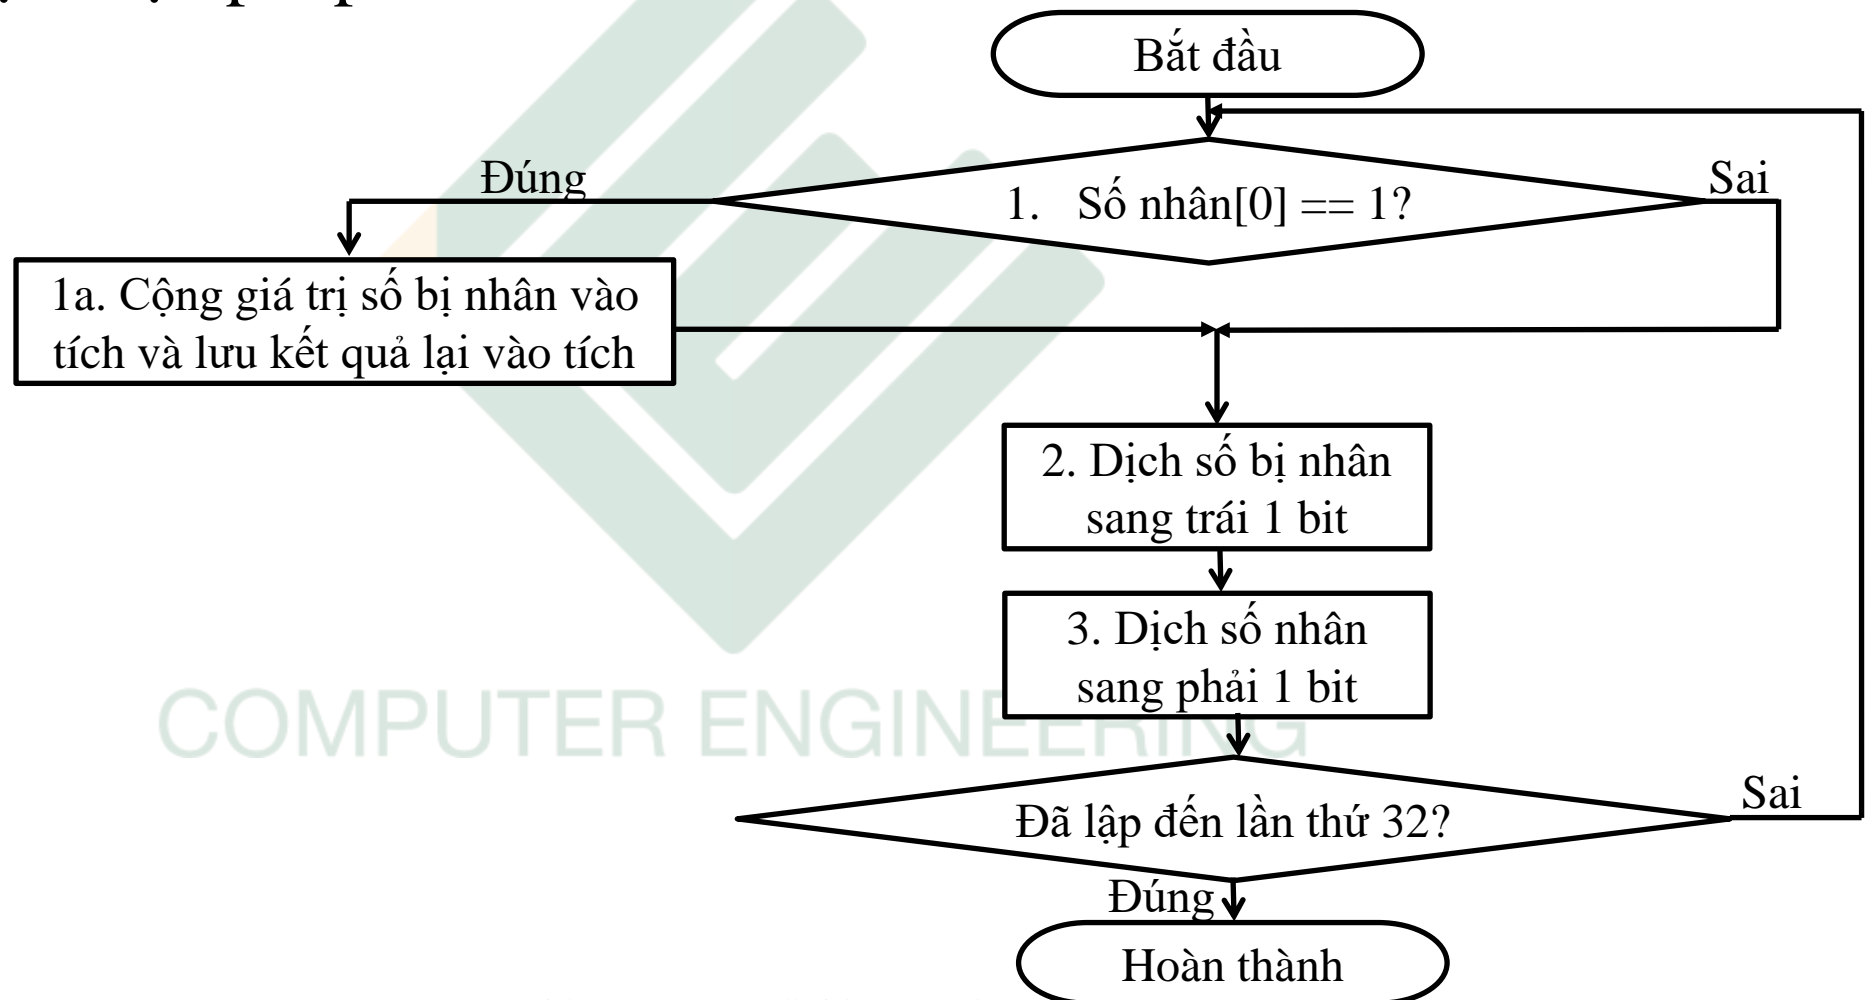 Bắt đầu
Đúng
1. Số nhân[0] == 1?
Sai
1a. Cộng giá trị số bị nhân vào
tích và lưu kết quả lại vào tích
2. Dịch số bị nhân
sang trái 1 bit
3. Dịch số nhân
sang phải 1 bit
COMPUTER ENGINEERING
Đã lập đến lần thứ 32?
Sai
Đúng
Hoàn thành